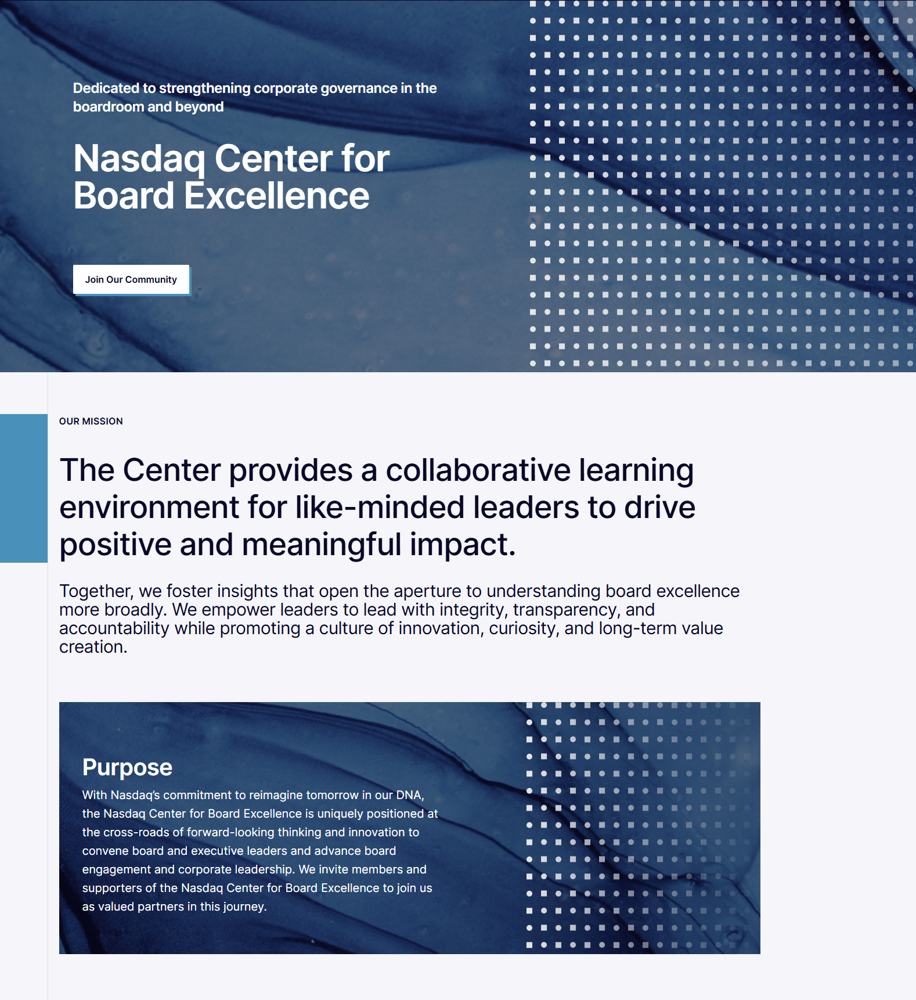 Dedicated to strengthening corporate governance in the
boardroom and beyond
Nasdaq Center for
Board Excellence
Join Our Community
OUR MISSION
The Center provides a collaborative learning
environment for like-minded leaders to drive
positive and meaningful impact.
Together, we foster insights that open the aperture to understanding board excellence
more broadly. We empower leaders to lead with integrity, transparency, and
accountability while promoting a culture of innovation, curiosity, and long-term value
creation.
Purpose
With Nasdaq’s commitment to reimagine tomorrow in our DNA,
the Nasdaq Center for Board Excellence is uniquely positioned at
the cross-roads of forward-looking thinking and innovation to
convene board and executive leaders and advance board
engagement and corporate leadership. We invite members and
supporters of the Nasdaq Center for Board Excellence to join us
as valued partners in this journey.